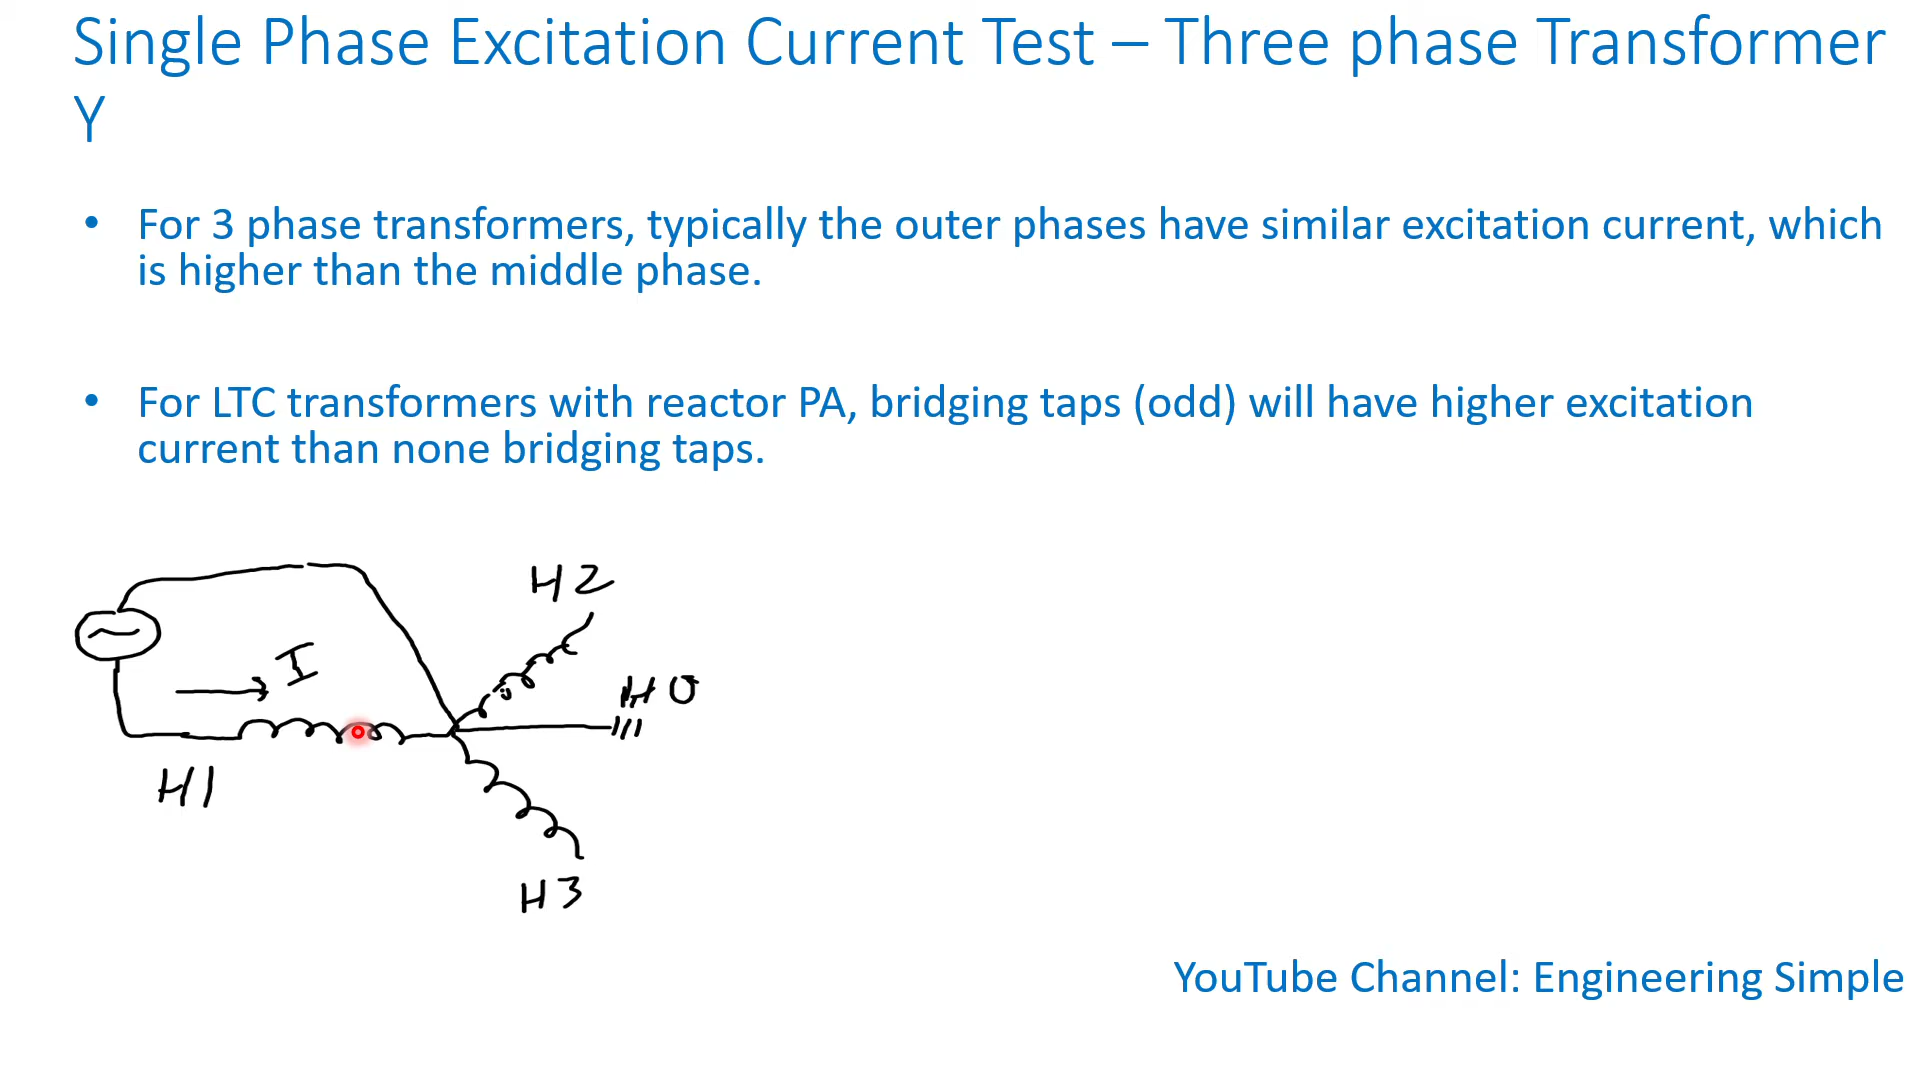 Single Phase Excitation Current Test – Three phase Transformer
Y
• For 3 phase transformers, typically the outer phases have similar excitation current, which
is higher than the middle phase.
• For LTC transformers with reactor PA, bridging taps (odd) will have higher excitation
current than none bridging taps.
H2
I
H0
H1
H3
YouTube Channel: Engineering Simple